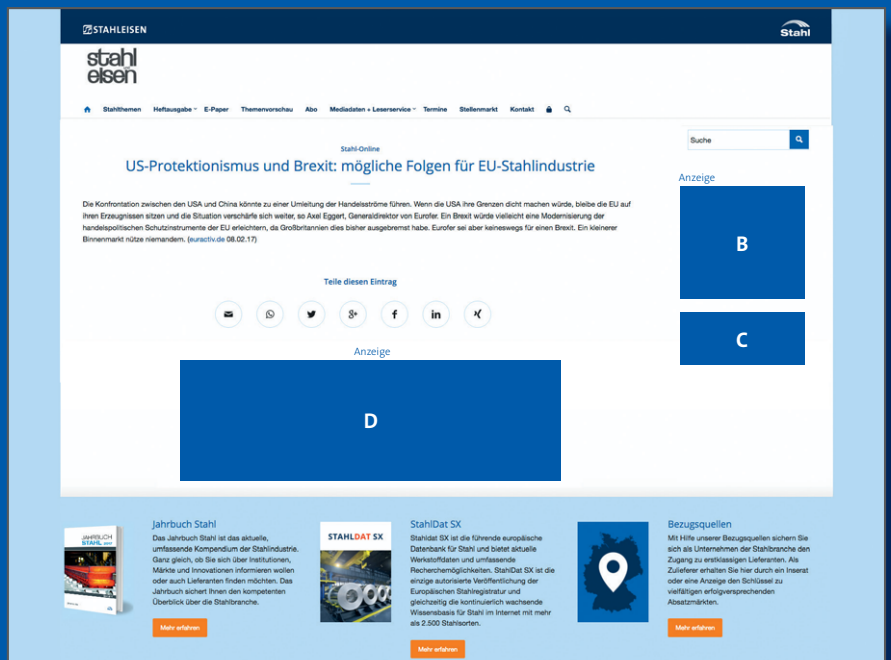 STAHLEISEN
Stahl
stahl
eisen
Stahlthemen Heftausgabe E-Paper Themenvorschau Abo Mediadaten + Leserservice Termine Stellenmarkt Kontakt
Suche
Stahl-Online
US-Protektionismus und Brexit: mögliche Folgen für EU-Stahlindustrie
Die Konfrontation zwischen den USA und China könnte zu einer Umleitung der Handelsströme führen. Wenn die USA ihre Grenzen dicht machen würde, bleibe die EU auf
ihren Erzeugnissen sitzen und die Situation verschärfe sich weiter, so Axel Eggert, Generaldirektor von Eurofer. Ein Brexit würde vielleicht eine Modernisierung der
handelspolitischen Schutzinstrumente der EU erleichtern, da Großbritannien dies bisher ausgebremst habe. Eurofer sei aber keineswegs für einen Brexit. Ein kleinerer
Binnenmarkt nütze niemandem. (euractiv.de 08.02.17)
Teile diesen Eintrag
Anzeige
B
C
Anzeige
D
JAHRBUCH
STAHL 2017
Jahrbuch Stahl
Das Jahrbuch Stahl ist das aktuelle,
umfassende Kompendium der Stahlindustrie.
Ganz gleich, ob Sie sich über Institutionen,
Märkte und Innovationen informieren wollen
oder auch Lieferanten finden möchten. Das
Jahrbuch sichert Ihnen den kompetenten
Überblick über die Stahlbranche.
Mehr erfahren
STAHLDAT SX
StahlDat SX
Stahldat SX ist die führende europäische
Datenbank für Stahl und bietet aktuelle
Werkstoffdaten und umfassende
Recherchemöglichkeiten. StahlDat SX ist die
einzige autorisierte Veröffentlichung der
Europäischen Stahlregistratur und
gleichzeitig die kontinuierlich wachsende
Wissensbasis für Stahl im Internet mit mehr
als 2.500 Stahlsorten.
Mehr erfahren
Bezugsquellen
Mit Hilfe unserer Bezugsquellen sichern Sie
sich als Unternehmen der Stahlbranche den
Zugang zu erstklassigen Lieferanten. Als
Zulieferer erhalten Sie hier durch ein Inserat
oder eine Anzeige den Schlüssel zu
vielfältigen erfolgversprechenden
Absatzmärkten.
Mehr erfahren